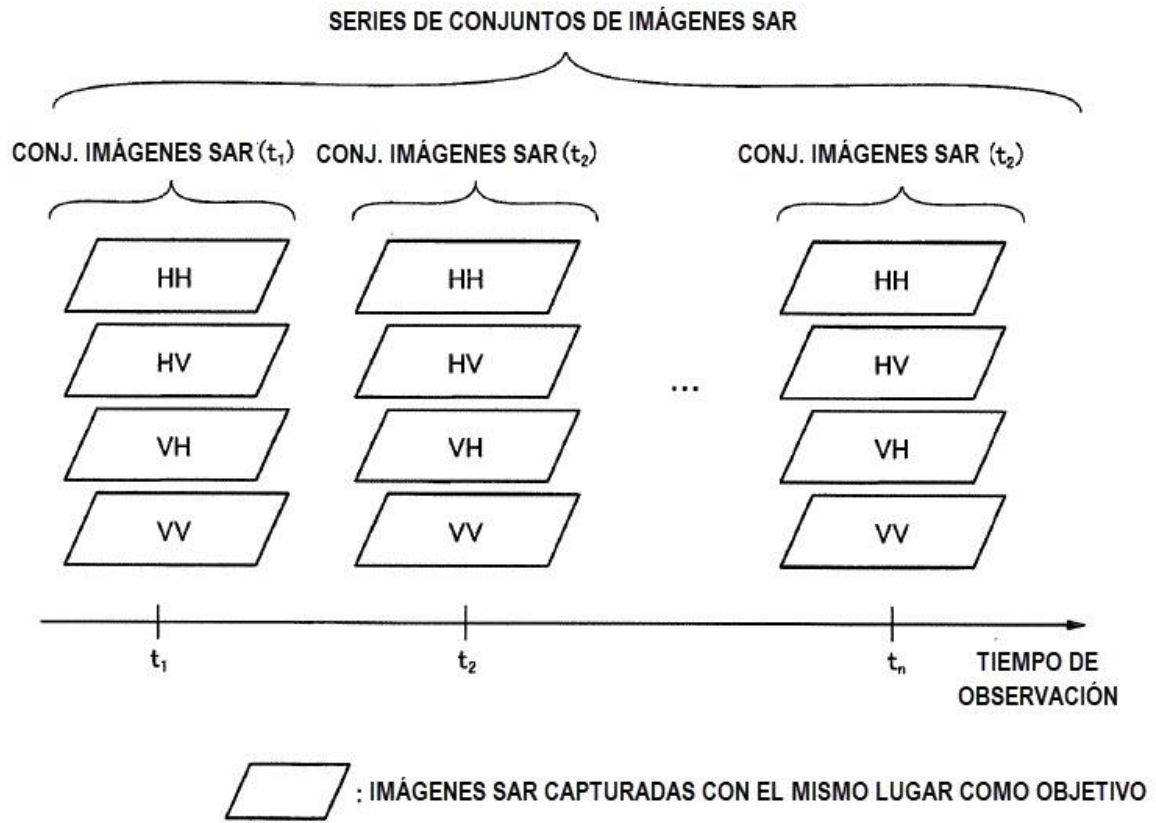 SERIES DE CONJUNTOS DE IMÁGENES SAR
CONJ. IMÁGENES SAR (t₁) CONJ. IMÁGENES SAR (t₂) CONJ. IMÁGENES SAR (t₂)
HH HH HH
HV HV HV
...
VH VH VH
VV VV VV
t₁ t₂ tₙ TIEMPO DE
OBSERVACIÓN
: IMÁGENES SAR CAPTURADAS CON EL MISMO LUGAR COMO OBJETIVO